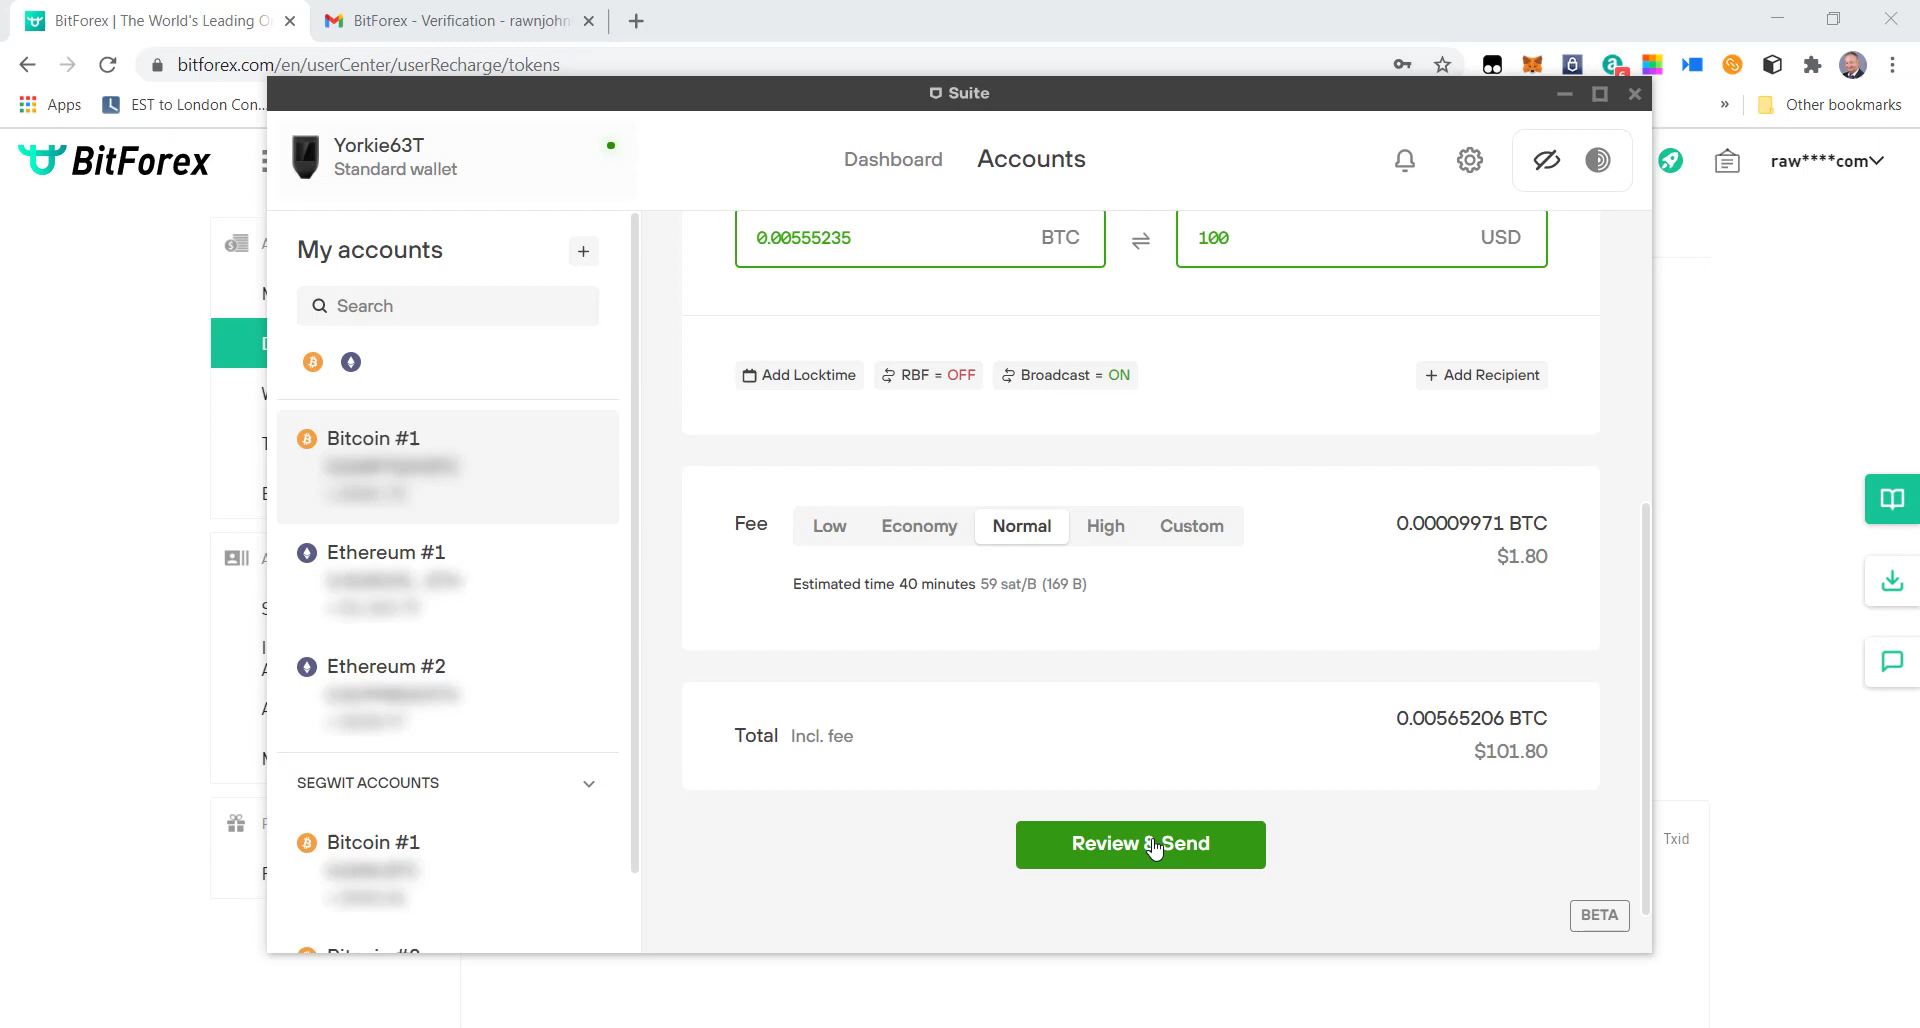 BitForex | The World's Leading O
BitForex - Verification - rawnjohn
bitforex.com/en/userCenter/userRecharge/tokens
Apps
EST to London Con...
»
Other bookmarks
Suite
BitForex
Yorkie63T
Standard wallet
Dashboard
Accounts
raw****com
My accounts
Search
0.00555235 BTC
100 USD
Add Locktime
RBF = OFF
Broadcast = ON
+ Add Recipient
Bitcoin #1
Ethereum #1
Ethereum #2
SEGWIT ACCOUNTS
Bitcoin #1
Fee
Low
Economy
Normal
High
Custom
0.00009971 BTC
$1.80
Estimated time 40 minutes 59 sat/B (169 B)
Total Incl. fee
0.00565206 BTC
$101.80
Review & Send
BETA
Txid